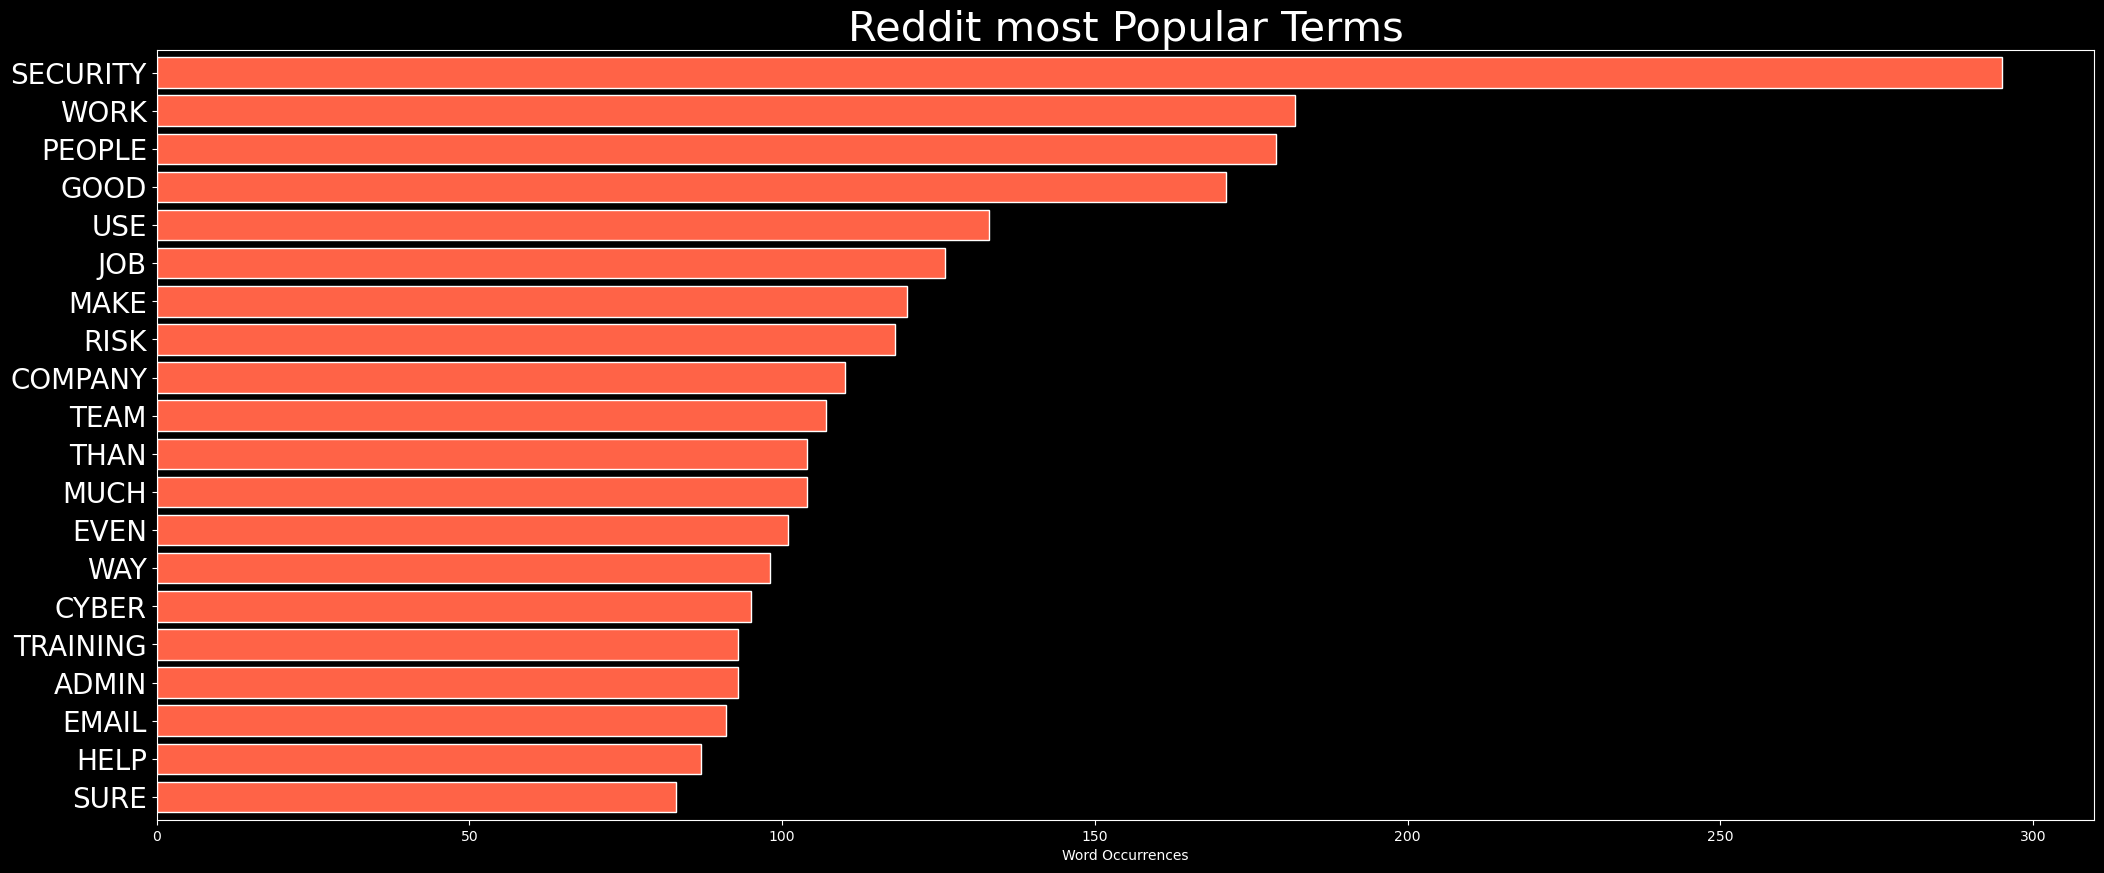 Reddit most Popular Terms
SECURITY
WORK
PEOPLE
GOOD
USE
JOB
MAKE
RISK
COMPANY
TEAM
THAN
MUCH
EVEN
WAY
CYBER
TRAINING
ADMIN
EMAIL
HELP
SURE
0 50 100 150 200 250 300
Word Occurrences